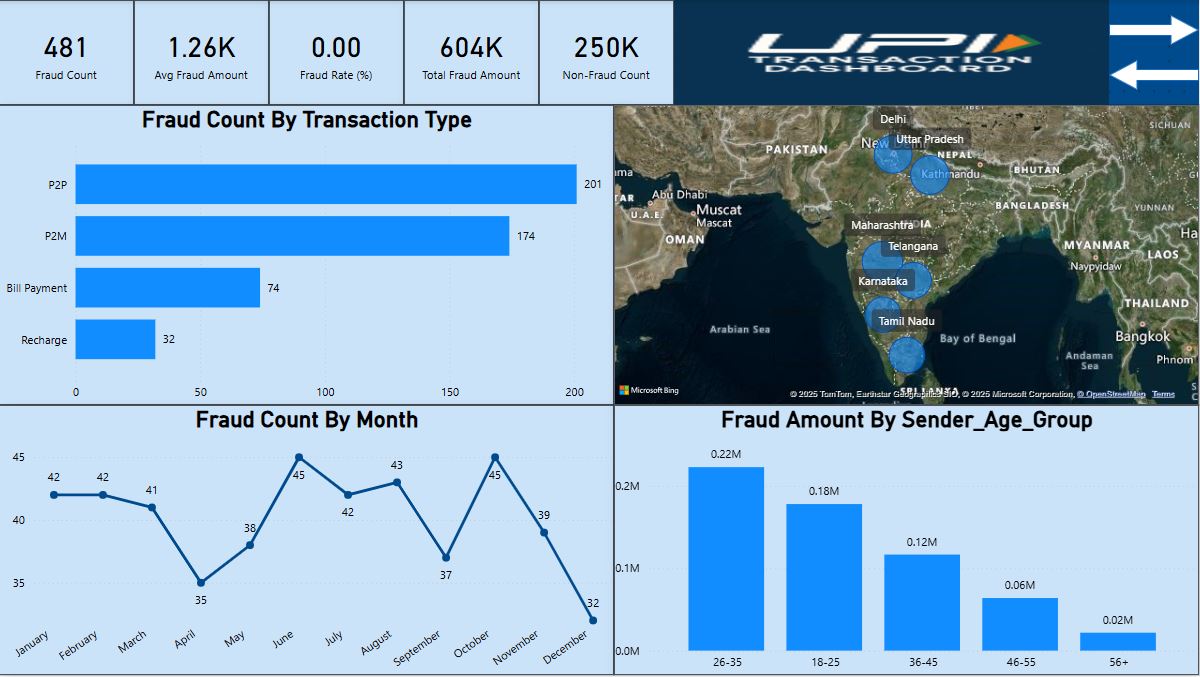 481
Fraud Count
1.26K
Avg Fraud Amount
0.00
Fraud Rate (%)
604K
Total Fraud Amount
250K
Non-Fraud Count
UPI
TRANSACTION
DASHBOARD
Fraud Count By Transaction Type
P2P
201
P2M
174
Bill Payment
74
Recharge
32
0
50
100
150
200
Delhi
SICHUAN
Uttar Pradesh
PAKISTAN
NEPAL
Kathmandu
BHUTAN
Abu Dhabi
U.A.E.
Muscat
Mascat
BANGLADESH
YUNNAN
OMAN
Maharashtra
Telangana
MYANMAR
LAOS
Naypyidaw
Karnataka
THAILAND
Tamil Nadu
Arabian Sea
Bay of Bengal
Bangkok
Andaman
Sea
Phnom
SRI LANKA
Microsoft Bing
© 2025 TomTom, Earthstar Geographics SIO, © 2025 Microsoft Corporation, © OpenStreetMap Terms
Fraud Count By Month
45
40
35
42
42
41
35
38
45
42
43
37
45
39
32
January
February
March
April
May
June
July
August
September
October
November
December
Fraud Amount By Sender_Age_Group
0.2M
0.1M
0.0M
0.22M
0.18M
0.12M
0.06M
0.02M
26-35
18-25
36-45
46-55
56+